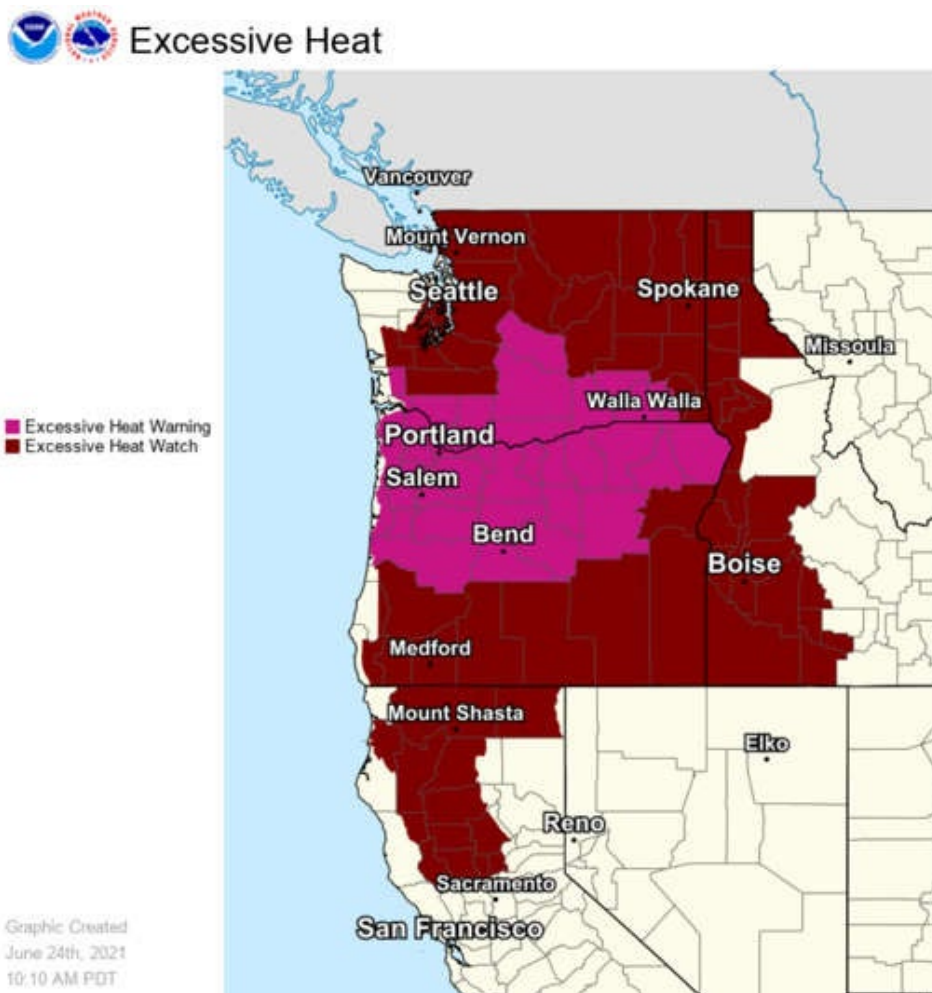 Excessive Heat
Vancouver
Mount Vernon
Seattle
Spokane
Missoula
Walla Walla
Excessive Heat Warning
Excessive Heat Watch
Portland
Salem
Bend
Boise
Medford
Mount Shasta
Elko
Reno
Sacramento
San Francisco
Graphic Created
June 24th, 2021
10:10 AM PDT